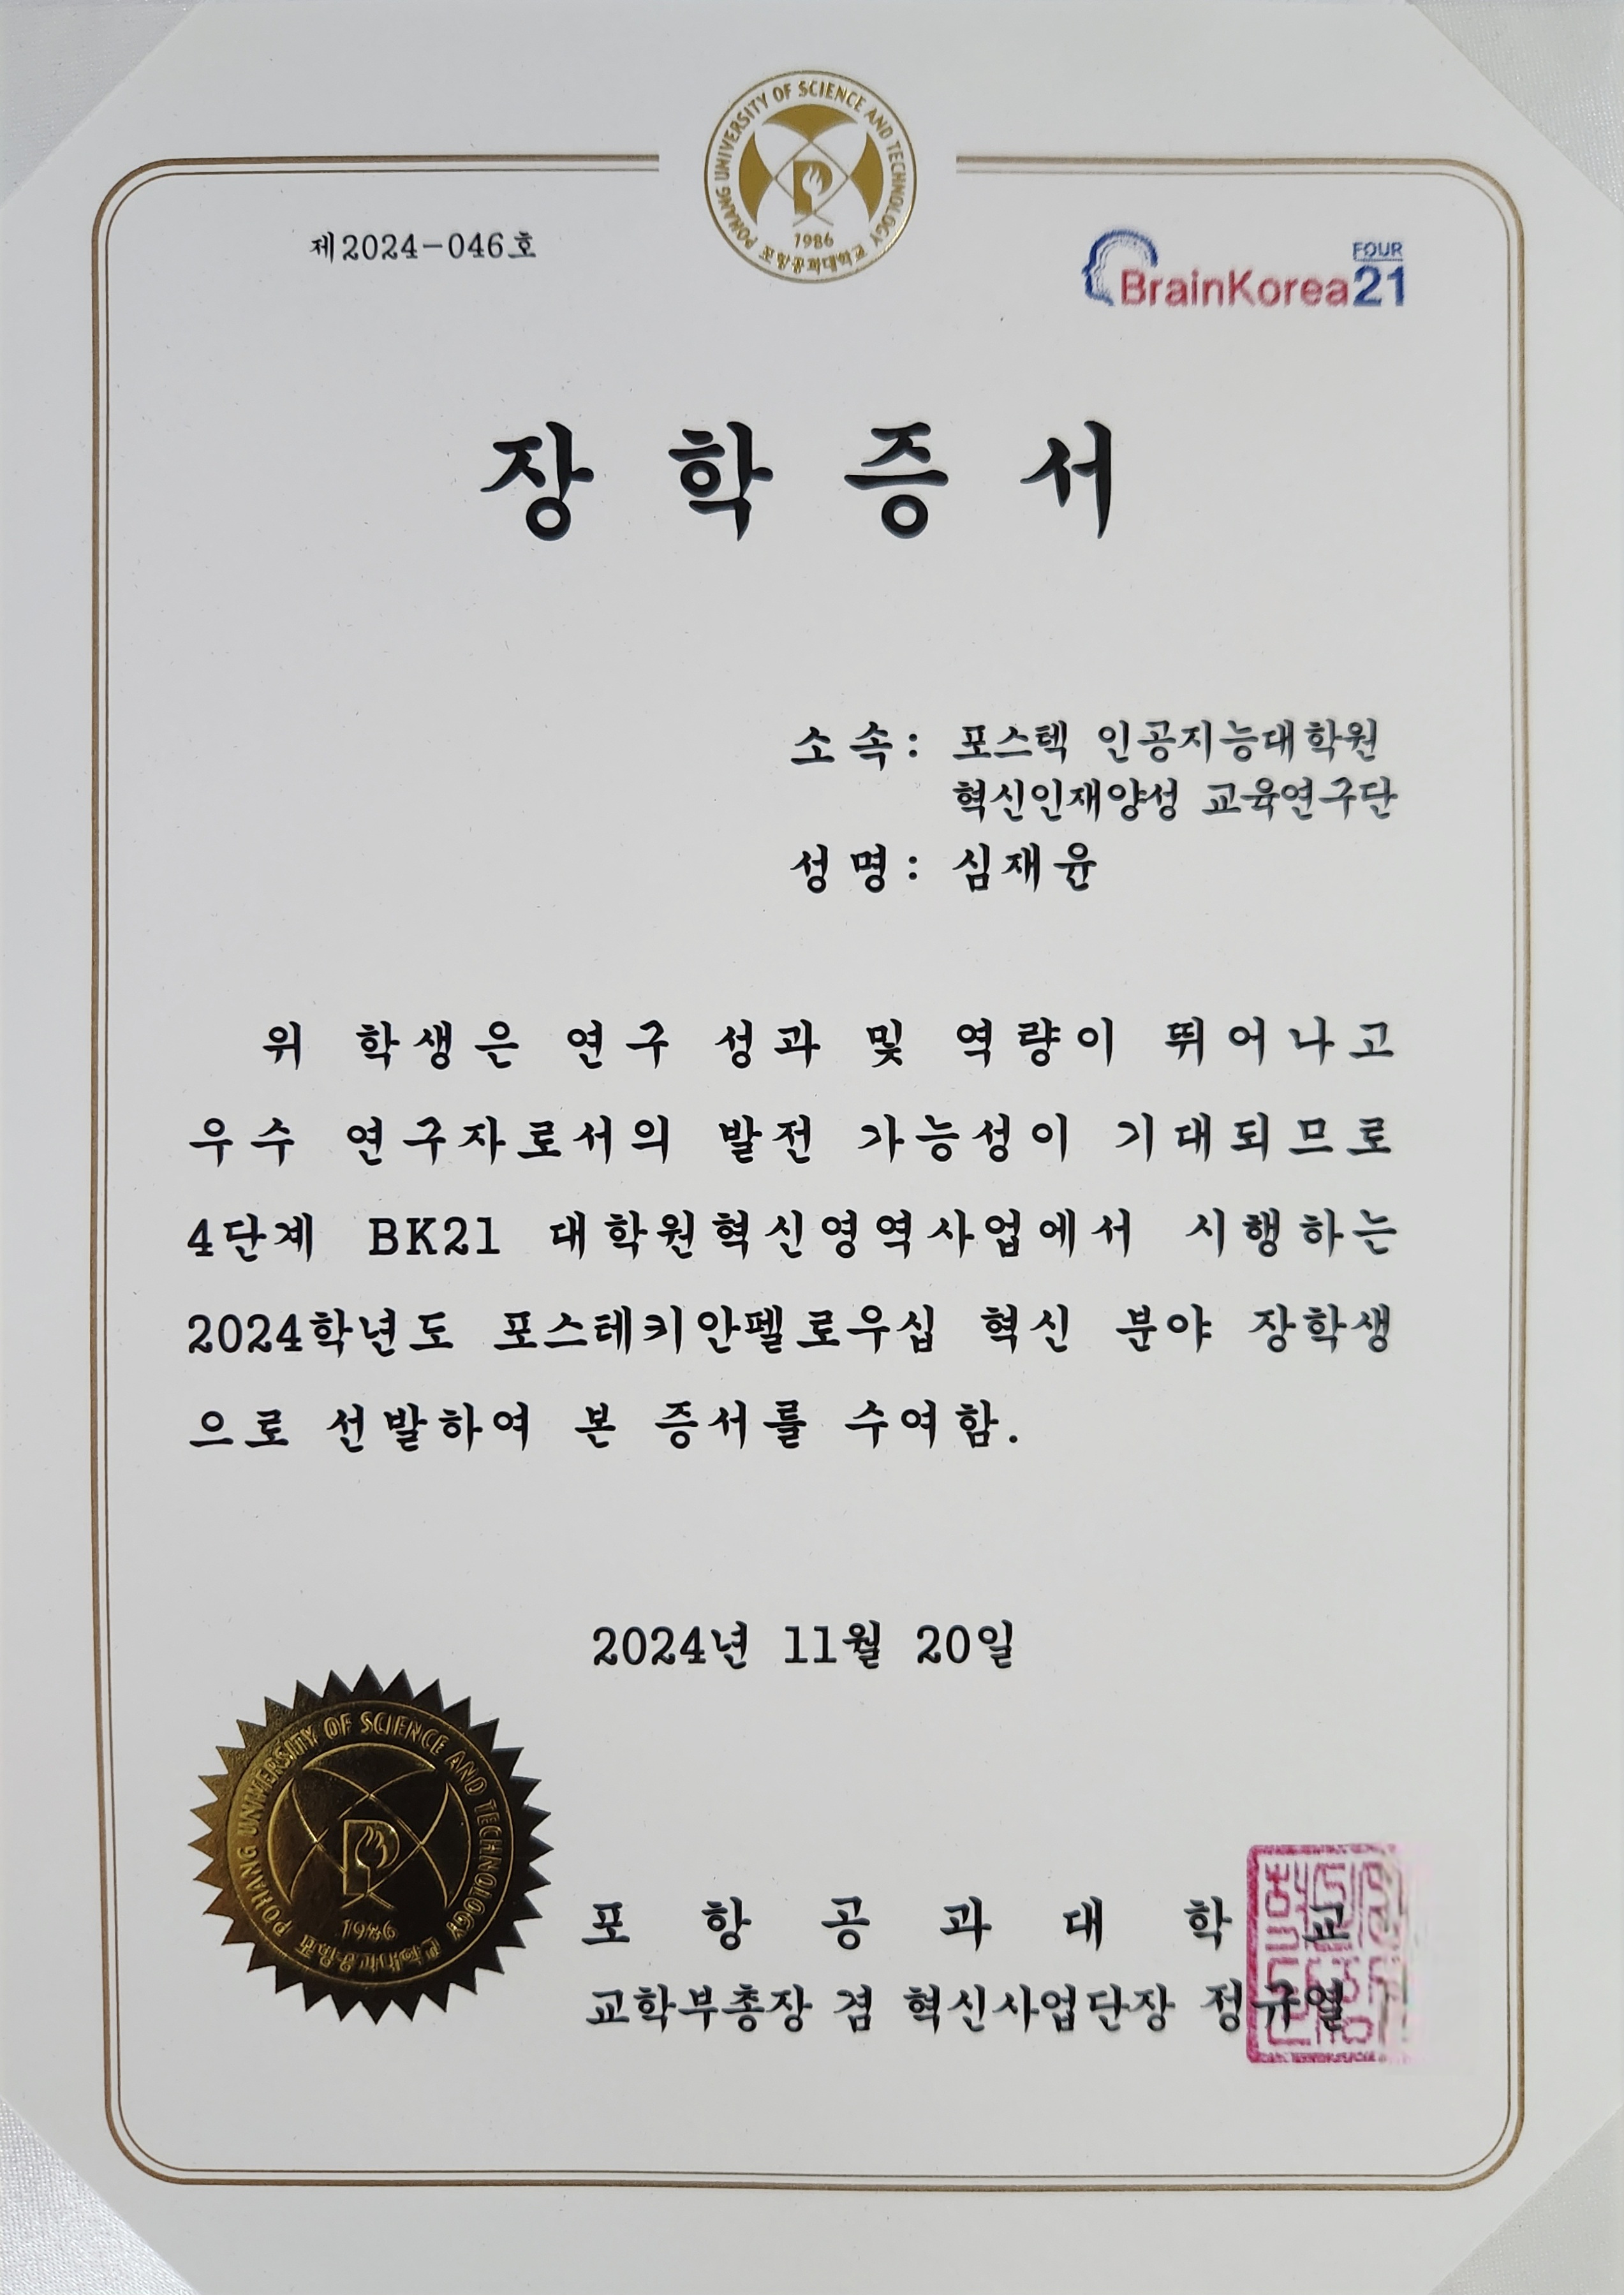 POHANG UNIVERSITY OF SCIENCE AND TECHNOLOGY
1986
포항공과대학교
제2024-046호
FOUR
BrainKorea21
장학증서
소속: 포스텍 인공지능대학원
혁신인재양성 교육연구단
성명: 심재윤
위 학생은 연구 성과 및 역량이 뛰어나고
우수 연구자로서의 발전 가능성이 기대되므로
4단계 BK21 대학원혁신영역사업에서 시행하는
2024학년도 포스테키안펠로우십 혁신 분야 장학생
으로 선발하여 본 증서를 수여함.
2024년 11월 20일
POHANG UNIVERSITY OF SCIENCE AND TECHNOLOGY
1986
포항공과대학교
포항공과대학교
교학부총장 겸 혁신사업단장 정규열